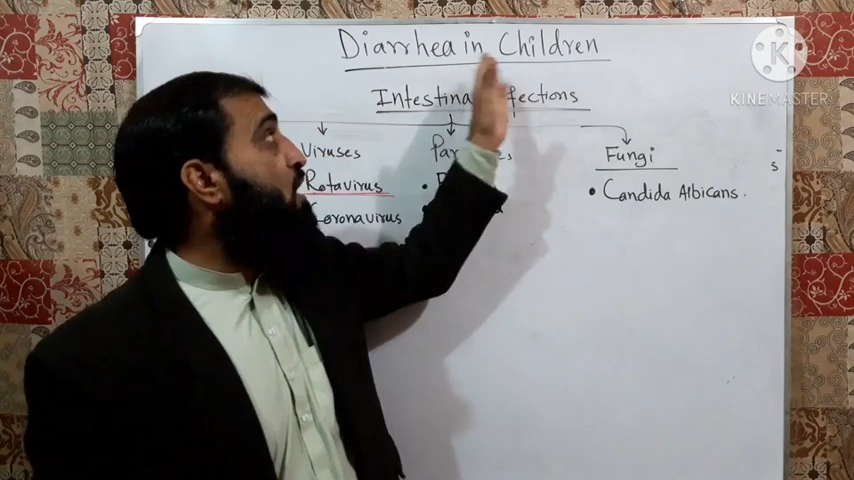 Diarrhea in Children
KINEMASTER
Viruses
Fungi
Rotavirus
• Candida Albicans.
Coronavirus